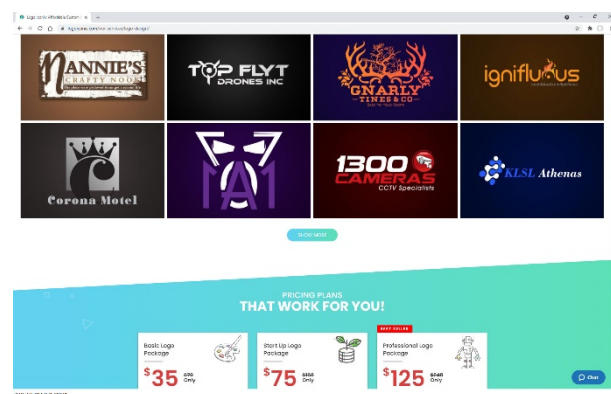 NANNIE'S
CRAFTY NOOK
TOP FLYT
DRONES INC
GNARLY
TINES & CO
ignifluous
Corona Motel
1300
CAMERAS
CCTV Specialists
KLSL Athenas
SHOW MORE
PRICING PLANS
THAT WORK FOR YOU!
BEST SELLER
Basic Logo
Package
Start Up Logo
Package
Professional Logo
Package
$35 Only
$75 Only
$125 Only
Chat